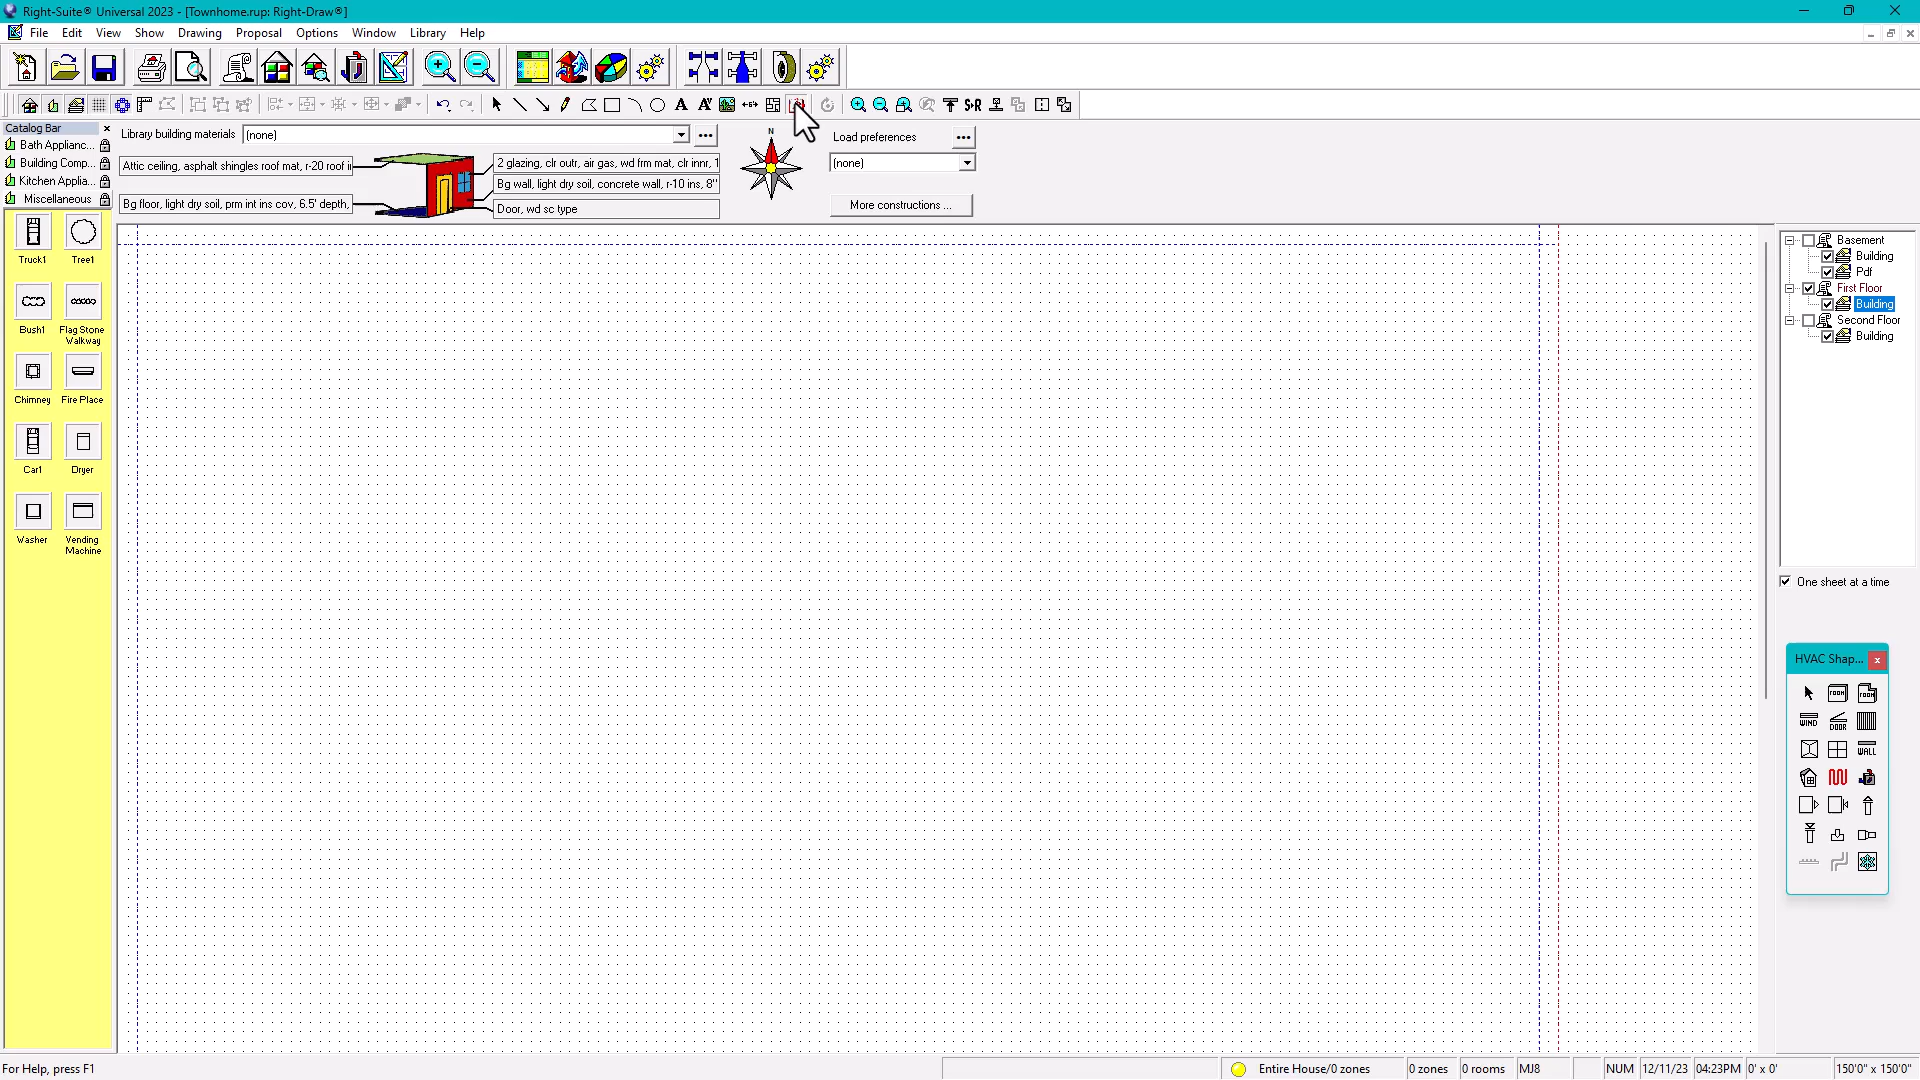 Right-Suite® Universal 2023 - [Townhome.rup: Right-Draw®]
File Edit View Show Drawing Proposal Options Window Library Help
A A S·R
Catalog Bar
Bath Applianc...
Building Comp...
Kitchen Applia...
Miscellaneous
Library building materials (none)
Attic ceiling, asphalt shingles roof mat, r-20 roof i
2 glazing, clr outr, air gas, wd frm mat, clr innr, 1
Bg wall, light dry soil, concrete wall, r-10 ins, 8"
Bg floor, light dry soil, prm int ins cov, 6.5' depth,
Door, wd sc type
N
Load preferences
(none)
More constructions ...
Truck1 Tree1
Bush1 Flag Stone
Walkway
Chimney Fire Place
Car1 Dryer
Washer Vending
Machine
Basement
Building
Pdf
First Floor
Building
Second Floor
Building
One sheet at a time
HVAC Shap...
ROOM ROOM
WIND DOOR
WALL
For Help, press F1
Entire House/0 zones 0 zones 0 rooms MJ8 NUM 12/11/23 04:23PM 0' x 0' 150'0" x 150'0"